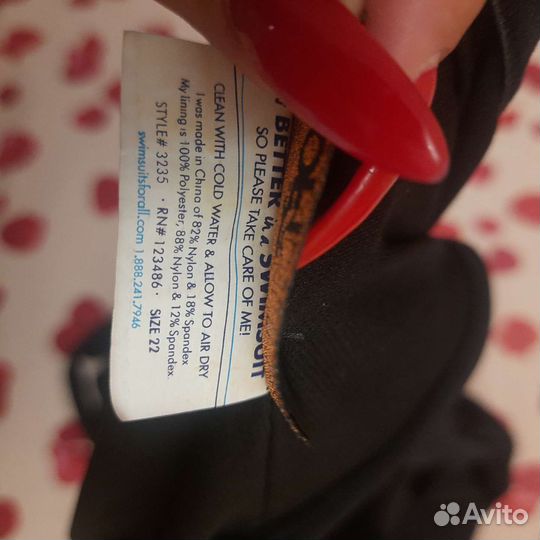 BETTER in a SWIMSUIT
SO PLEASE TAKE CARE OF ME!
CLEAN WITH COLD WATER & ALLOW TO AIR DRY
I was made in China of 82% Nylon & 18% Spandex
My lining is 100% Polyester, 88% Nylon & 12% Spandex.
STYLE# 3235 · RN# 123486 · SIZE 22
swimsuitsforall.com | 1.888.241.7946
Avito